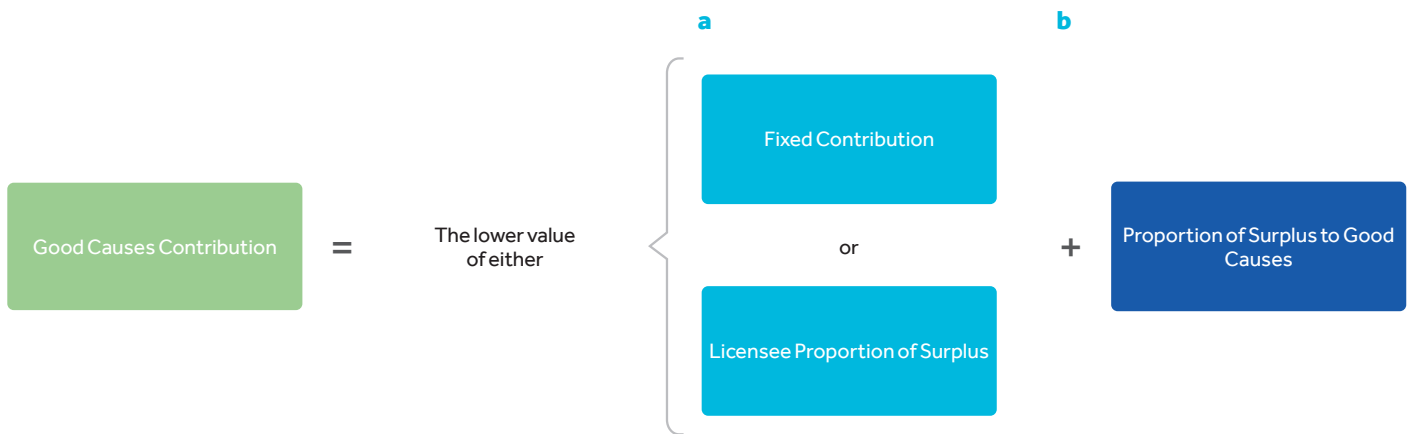 a
b
Fixed Contribution
Good Causes Contribution
=
The lower value
of either
or
+
Proportion of Surplus to Good
Causes
Licensee Proportion of Surplus